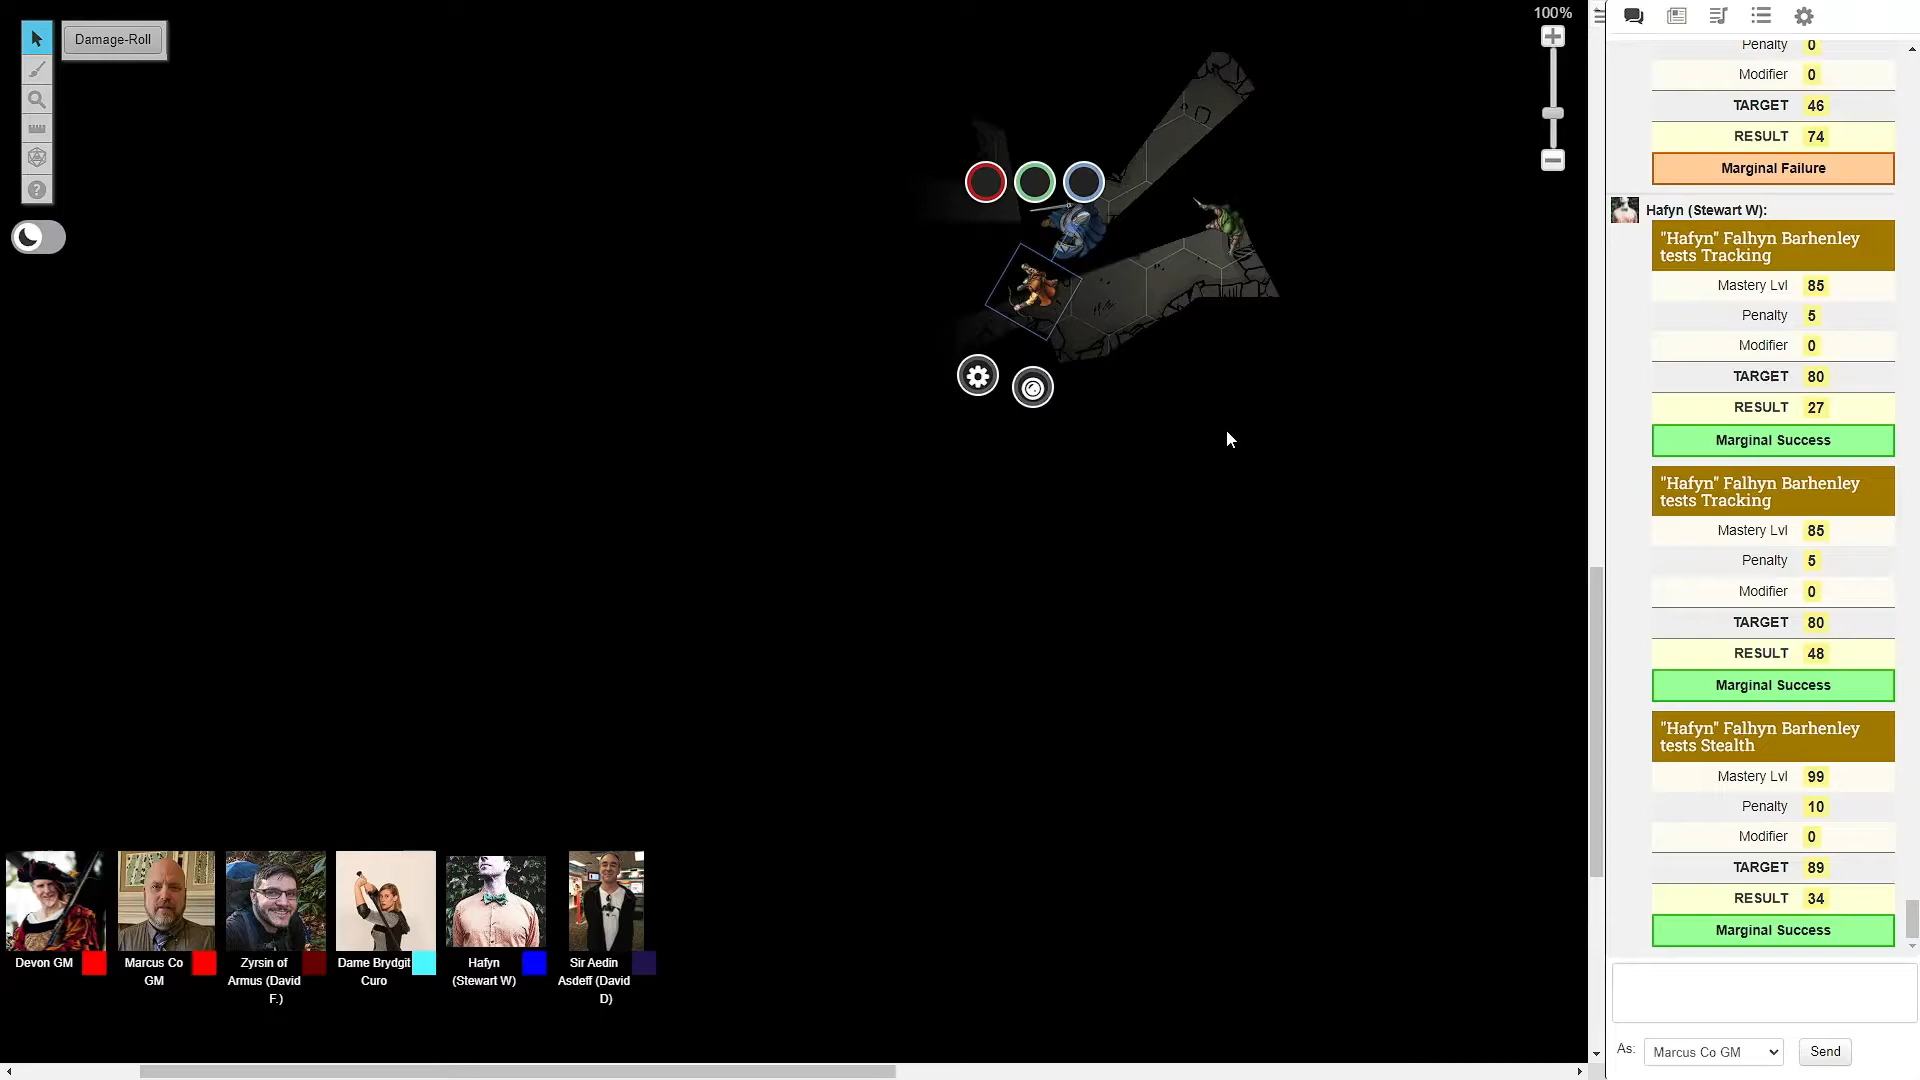 Damage-Roll
100%
Penalty 0
Modifier 0
TARGET 46
RESULT 74
Marginal Failure
Hafyn (Stewart W):
"Hafyn" Falhyn Barhenley
tests Tracking
Mastery Lvl 85
Penalty 5
Modifier 0
TARGET 80
RESULT 27
Marginal Success
"Hafyn" Falhyn Barhenley
tests Tracking
Mastery Lvl 85
Penalty 5
Modifier 0
TARGET 80
RESULT 48
Marginal Success
"Hafyn" Falhyn Barhenley
tests Stealth
Mastery Lvl 99
Penalty 10
Modifier 0
TARGET 89
RESULT 34
Marginal Success
Devon GM
Marcus Co
GM
Zyrsin of
Armus (David
F.)
Dame Brydgit
Curo
Hafyn
(Stewart W)
Sir Aedin
Asdeff (David
D)
As: Marcus Co GM Send